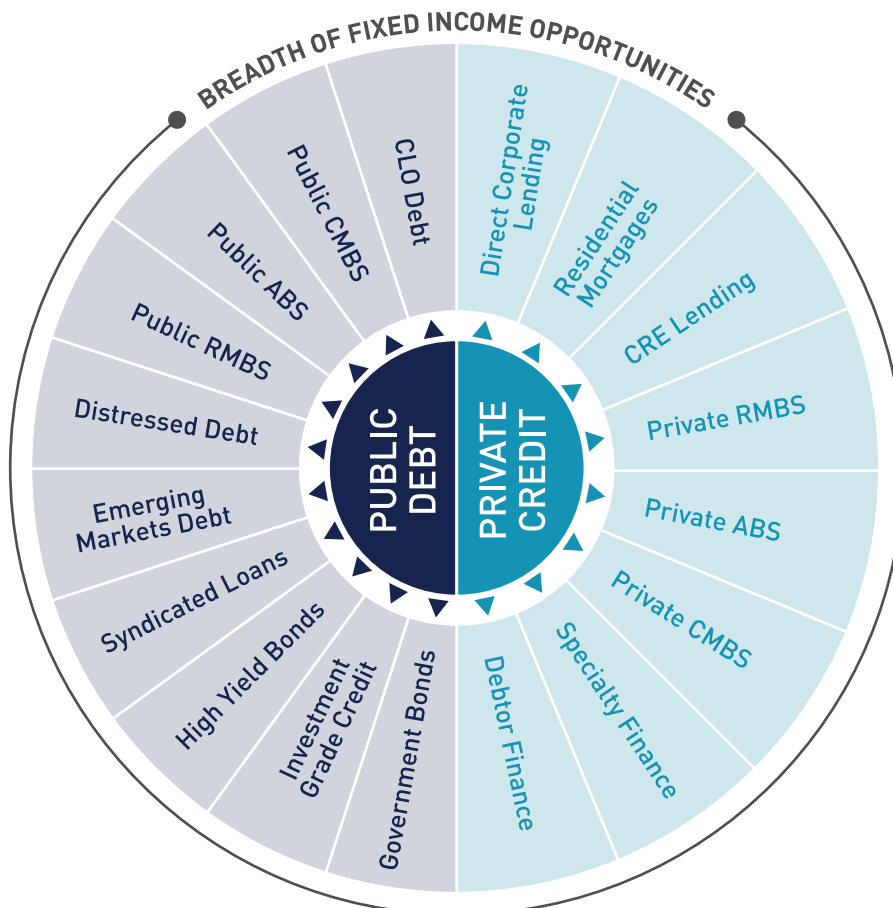 BREADTH OF FIXED INCOME OPPORTUNITIES
PUBLIC
DEBT
PRIVATE
CREDIT
CLO Debt
Public CMBS
Public ABS
Public RMBS
Distressed Debt
Emerging
Markets Debt
Syndicated Loans
High Yield Bonds
Investment
Grade Credit
Government Bonds
Direct Corporate
Lending
Residential
Mortgages
CRE Lending
Private RMBS
Private ABS
Private CMBS
Specialty Finance
Debtor Finance